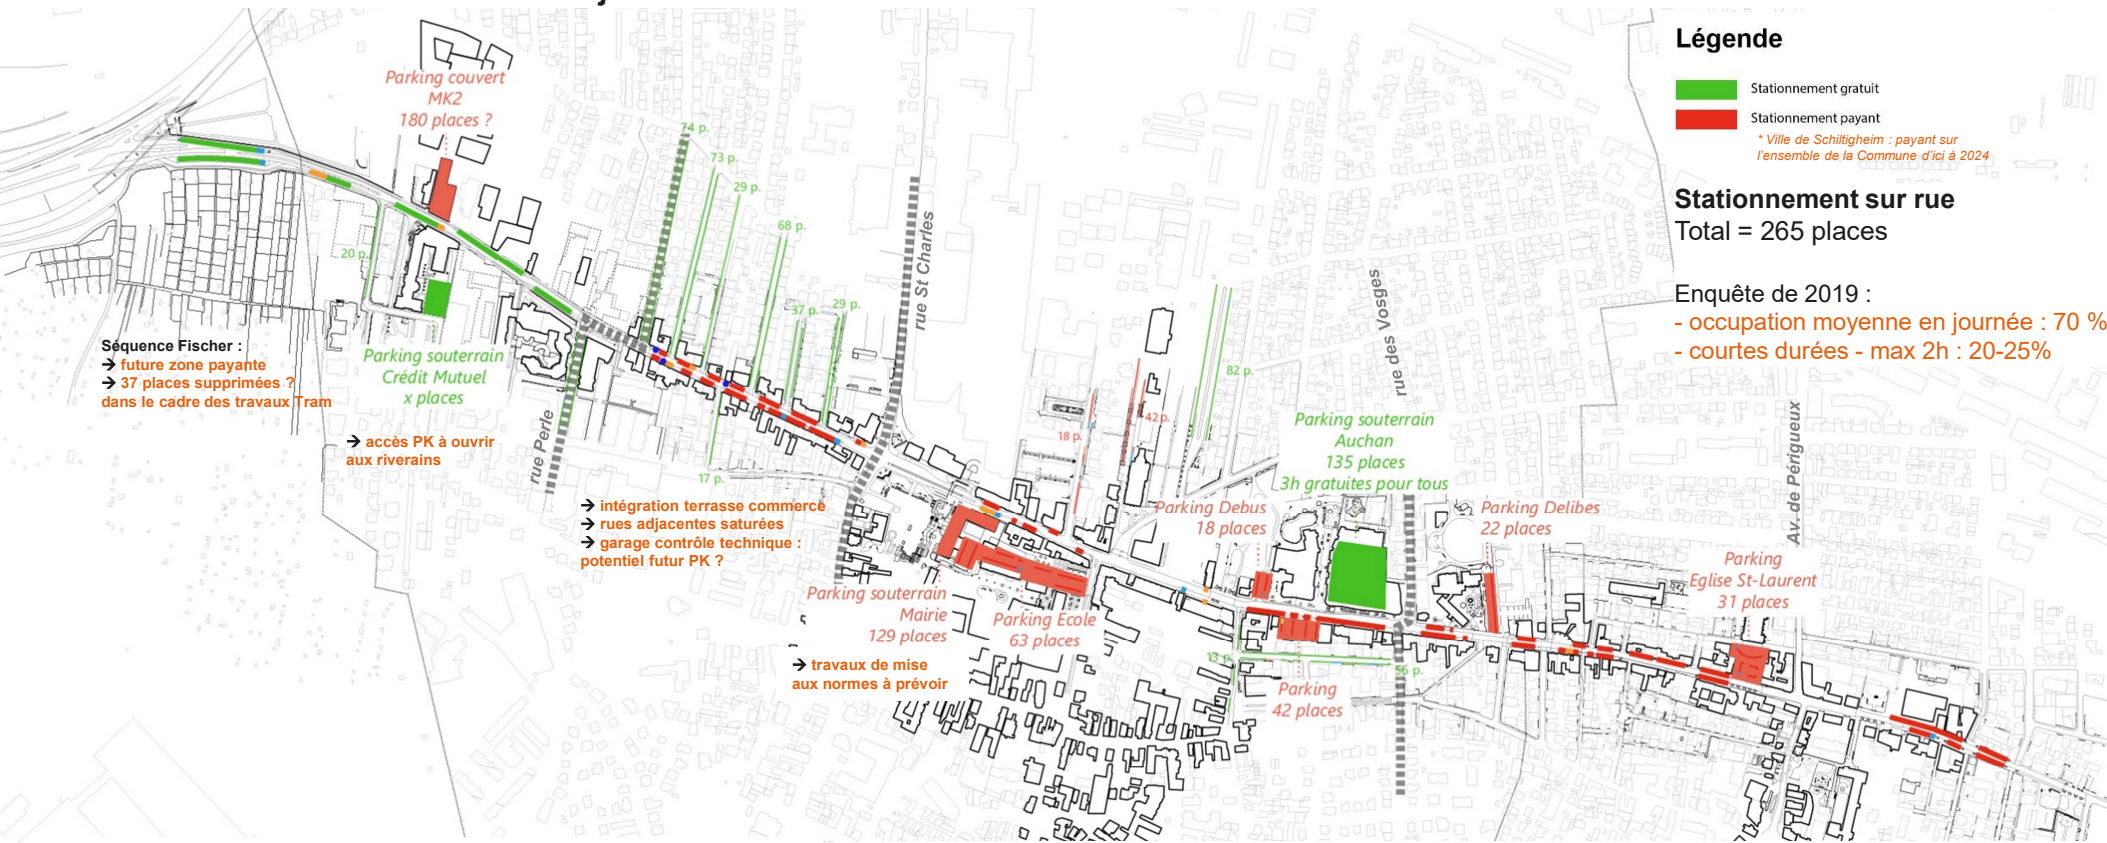 Légende
Stationnement gratuit
Stationnement payant
* Ville de Schiltigheim : payant sur
l'ensemble de la Commune d'ici à 2024
Stationnement sur rue
Total = 265 places
Enquête de 2019 :
- occupation moyenne en journée : 70 %
- courtes durées - max 2h : 20-25%
Parking couvert
MK2
180 places ?
74 p.
73 p.
29 p.
68 p.
37 p.
29 p.
20 p.
rue St Charles
rue des Vosges
Séquence Fischer :
→ future zone payante
→ 37 places supprimées ?
dans le cadre des travaux Tram
Parking souterrain
Crédit Mutuel
x places
→ accès PK à ouvrir
aux riverains
rue Perle
17 p.
→ intégration terrasse commerce
→ rues adjacentes saturées
→ garage contrôle technique :
potentiel futur PK ?
18 p.
42 p.
82 p.
Parking souterrain
Auchan
135 places
3h gratuites pour tous
Parking Debus
18 places
Parking Delibes
22 places
Av. de Périgueux
Parking
Eglise St-Laurent
31 places
Parking souterrain
Mairie
129 places
Parking Ecole
63 places
→ travaux de mise
aux normes à prévoir
13 p.
56 p.
Parking
42 places